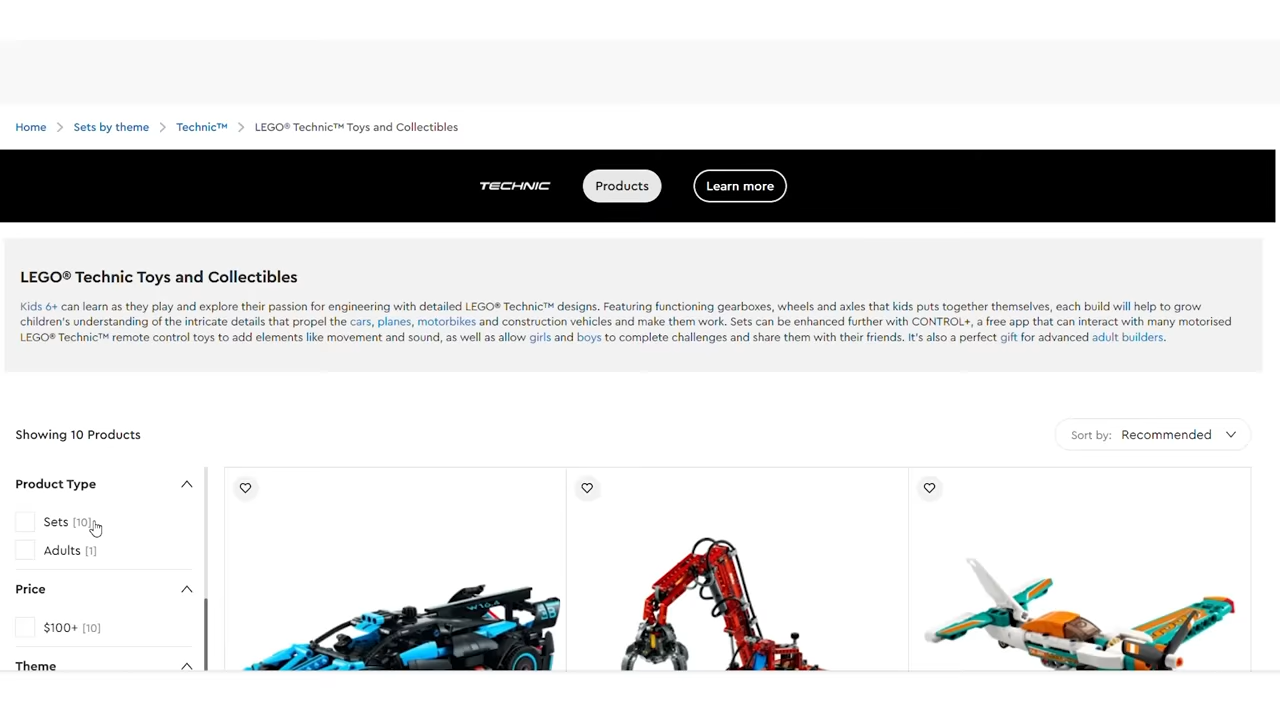 Home > Sets by theme > Technic™ > LEGO® Technic™ Toys and Collectibles
TECHNIC Products Learn more
LEGO® Technic Toys and Collectibles
Kids 6+ can learn as they play and explore their passion for engineering with detailed LEGO® Technic™ designs. Featuring functioning gearboxes, wheels and axles that kids puts together themselves, each build will help to grow
children's understanding of the intricate details that propel the cars, planes, motorbikes and construction vehicles and make them work. Sets can be enhanced further with CONTROL+, a free app that can interact with many motorised
LEGO® Technic™ remote control toys to add elements like movement and sound, as well as allow girls and boys to complete challenges and share them with their friends. It's also a perfect gift for advanced adult builders.
Showing 10 Products
Sort by: Recommended
Product Type
Sets [10]
Adults [1]
Price
$100+ [10]
Theme
W16.4